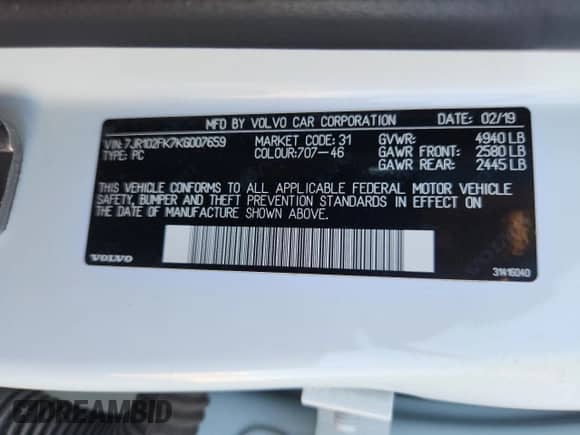 MFD BY VOLVO CAR CORPORATION DATE: 02/19
VIN: 7JR102FK7KG007659 MARKET CODE: 31 GVWR: 4940 LB
TYPE: PC COLOUR: 707-46 GAWR FRONT: 2580 LB
GAWR REAR: 2445 LB
THIS VEHICLE CONFORMS TO ALL APPLICABLE FEDERAL MOTOR VEHICLE
SAFETY, BUMPER AND THEFT PREVENTION STANDARDS IN EFFECT ON
THE DATE OF MANUFACTURE SHOWN ABOVE.
VOLVO
31416040
DREAMBID